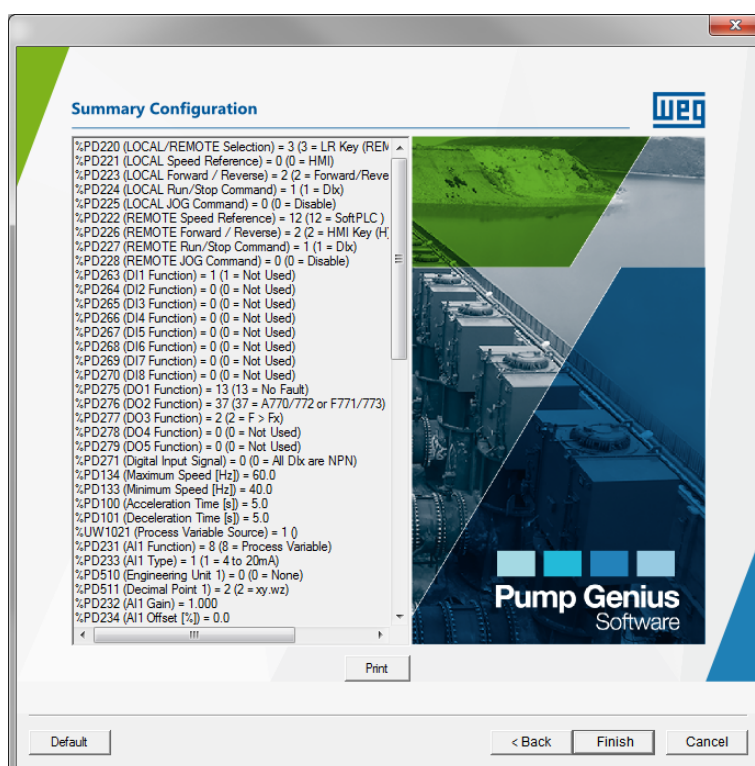 Summary Configuration
weg
%PD220 (LOCAL/REMOTE Selection) = 3 (3 = LR Key (REM
%PD221 (LOCAL Speed Reference) = 0 (0 = HMI)
%PD223 (LOCAL Forward / Reverse) = 2 (2 = Forward/Reve
%PD224 (LOCAL Run/Stop Command) = 1 (1 = DIx)
%PD225 (LOCAL JOG Command) = 0 (0 = Disable)
%PD222 (REMOTE Speed Reference) = 12 (12 = SoftPLC )
%PD226 (REMOTE Forward / Reverse) = 2 (2 = HMI Key (H
%PD227 (REMOTE Run/Stop Command) = 1 (1 = DIx)
%PD228 (REMOTE JOG Command) = 0 (0 = Disable)
%PD263 (DI1 Function) = 1 (1 = Not Used)
%PD264 (DI2 Function) = 0 (0 = Not Used)
%PD265 (DI3 Function) = 0 (0 = Not Used)
%PD266 (DI4 Function) = 0 (0 = Not Used)
%PD267 (DI5 Function) = 0 (0 = Not Used)
%PD268 (DI6 Function) = 0 (0 = Not Used)
%PD269 (DI7 Function) = 0 (0 = Not Used)
%PD270 (DI8 Function) = 0 (0 = Not Used)
%PD275 (DO1 Function) = 13 (13 = No Fault)
%PD276 (DO2 Function) = 37 (37 = A770/772 or F771/773)
%PD277 (DO3 Function) = 2 (2 = F > Fx)
%PD278 (DO4 Function) = 0 (0 = Not Used)
%PD279 (DO5 Function) = 0 (0 = Not Used)
%PD271 (Digital Input Signal) = 0 (0 = All DIx are NPN)
%PD134 (Maximum Speed [Hz]) = 60.0
%PD133 (Minimum Speed [Hz]) = 40.0
%PD100 (Acceleration Time [s]) = 5.0
%PD101 (Deceleration Time [s]) = 5.0
%UW1021 (Process Variable Source) = 1 ()
%PD231 (AI1 Function) = 8 (8 = Process Variable)
%PD233 (AI1 Type) = 1 (1 = 4 to 20mA)
%PD510 (Engineering Unit 1) = 0 (0 = None)
%PD511 (Decimal Point 1) = 2 (2 = xy.wz)
%PD232 (AI1 Gain) = 1.000
%PD234 (AI1 Offset [%]) = 0.0
Pump Genius
Software
Print
Default
< Back
Finish
Cancel